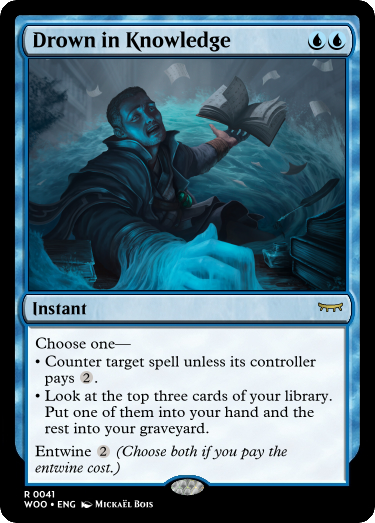 Drown in Knowledge
Instant
Choose one—
• Counter target spell unless its controller
pays 2.
• Look at the top three cards of your library.
Put one of them into your hand and the
rest into your graveyard.
Entwine 2 (Choose both if you pay the
entwine cost.)
R 0041
WOO • ENG Mickaël Bois